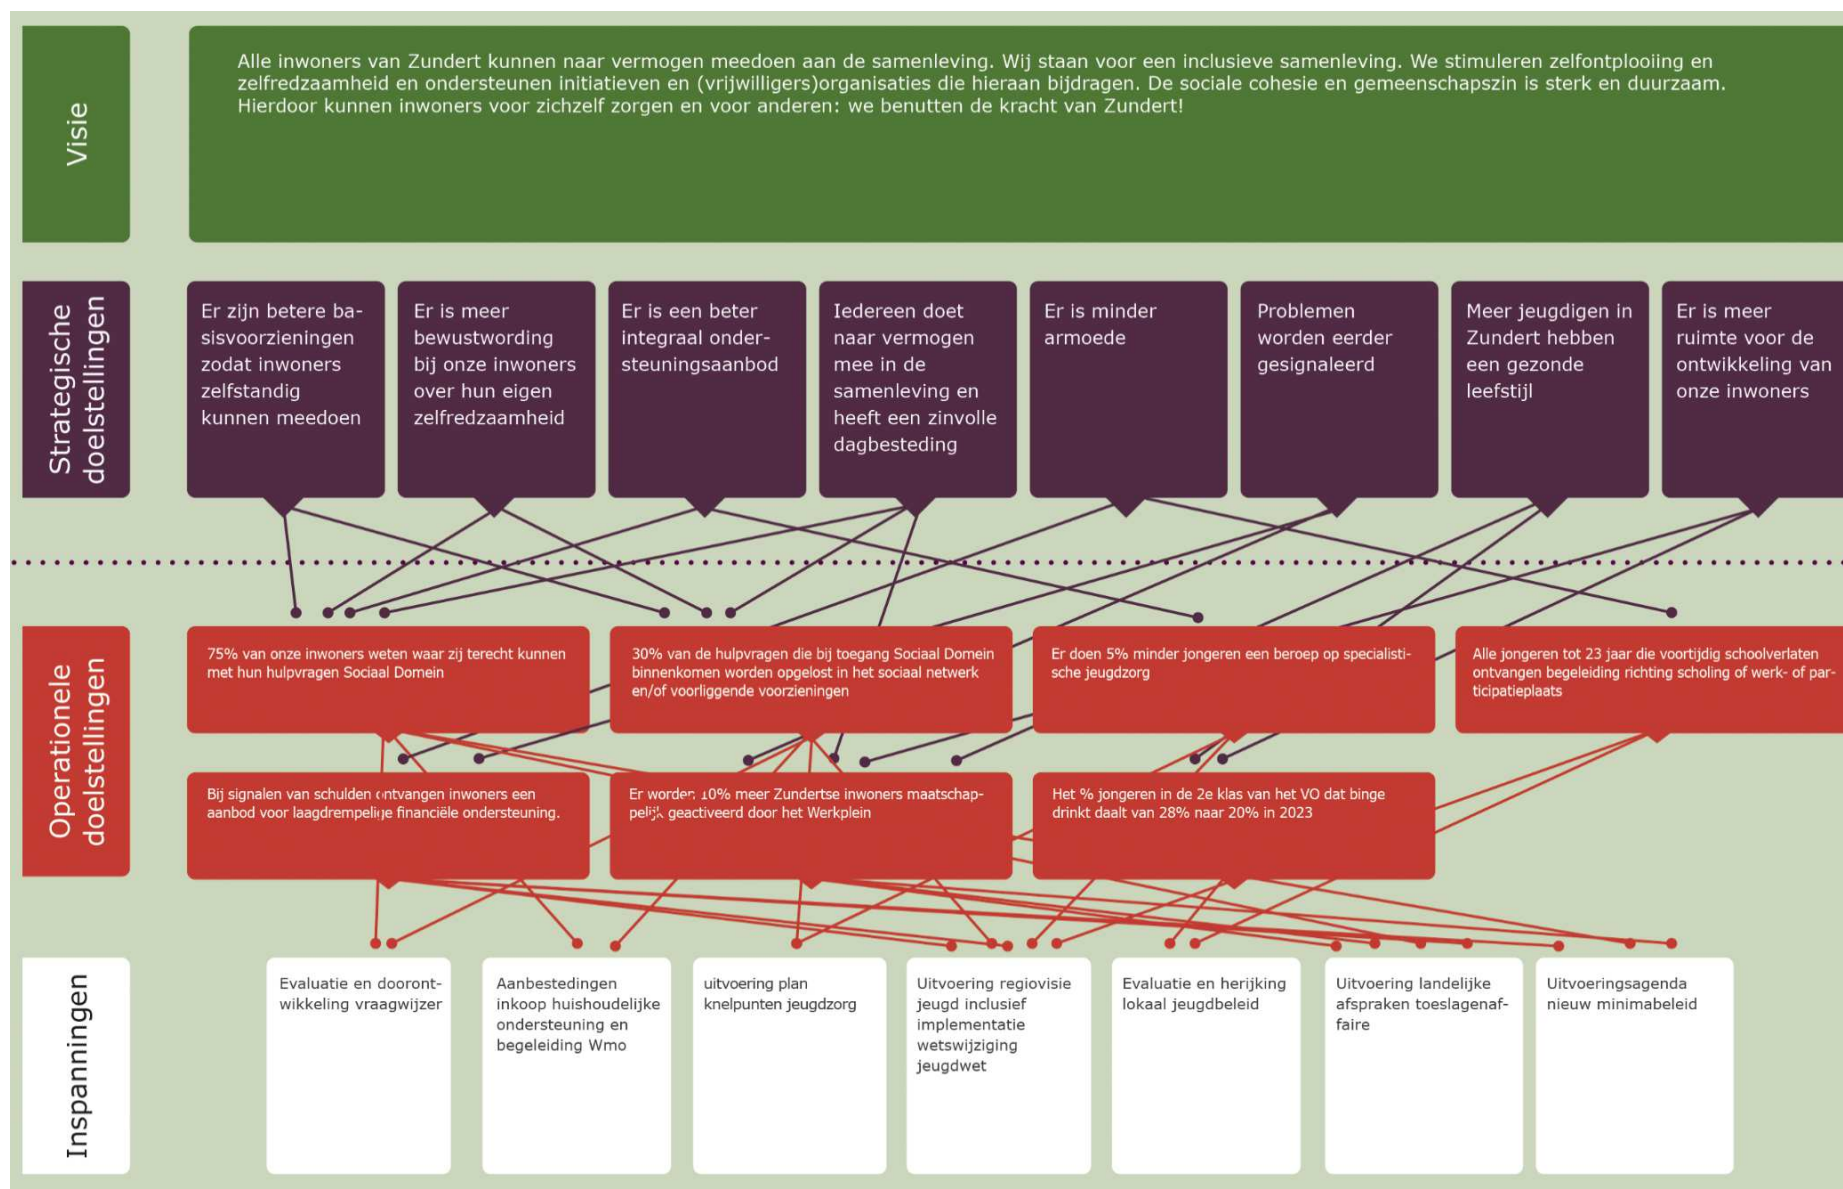 Visie
Alle inwoners van Zundert kunnen naar vermogen meedoen aan de samenleving. Wij staan voor een inclusieve samenleving. We stimuleren zelfontplooiing en
zelfredzaamheid en ondersteunen initiatieven en (vrijwilligers)organisaties die hieraan bijdragen. De sociale cohesie en gemeenschapszin is sterk en duurzaam.
Hierdoor kunnen inwoners voor zichzelf zorgen en voor anderen: we benutten de kracht van Zundert!
Strategische
doelstellingen
Er zijn betere ba-
sisvoorzieningen
zodat inwoners
zelfstandig
kunnen meedoen
Er is meer
bewustwording
bij onze inwoners
over hun eigen
zelfredzaamheid
Er is een beter
integraal onder-
steuningsaanbod
Iedereen doet
naar vermogen
mee in de
samenleving en
heeft een zinvolle
dagbesteding
Er is minder
armoede
Problemen
worden eerder
gesignaleerd
Meer jeugdigen in
Zundert hebben
een gezonde
leefstijl
Er is meer
ruimte voor de
ontwikkeling van
onze inwoners
Operationele
doelstellingen
75% van onze inwoners weten waar zij terecht kunnen
met hun hulpvragen Sociaal Domein
30% van de hulpvragen die bij toegang Sociaal Domein
binnenkomen worden opgelost in het sociaal netwerk
en/of voorliggende voorzieningen
Er doen 5% minder jongeren een beroep op specialisti-
sche jeugdzorg
Alle jongeren tot 23 jaar die voortijdig schoolverlaten
ontvangen begeleiding richting scholing of werk- of par-
ticipatieplaats
Bij signalen van schulden ontvangen inwoners een
aanbod voor laagdrempelige financiële ondersteuning.
Er worden 10% meer Zundertse inwoners maatschap-
pelijk geactiveerd door het Werkplein
Het % jongeren in de 2e klas van het VO dat binge
drinkt daalt van 28% naar 20% in 2023
Inspanningen
Evaluatie en dooront-
wikkeling vraagwijzer
Aanbestedingen
inkoop huishoudelijke
ondersteuning en
begeleiding Wmo
uitvoering plan
knelpunten jeugdzorg
Uitvoering regiovisie
jeugd inclusief
implementatie
wetswijziging
jeugdwet
Evaluatie en herijking
lokaal jeugdbeleid
Uitvoering landelijke
afspraken toeslagenaf-
faire
Uitvoeringsagenda
nieuw minimabeleid